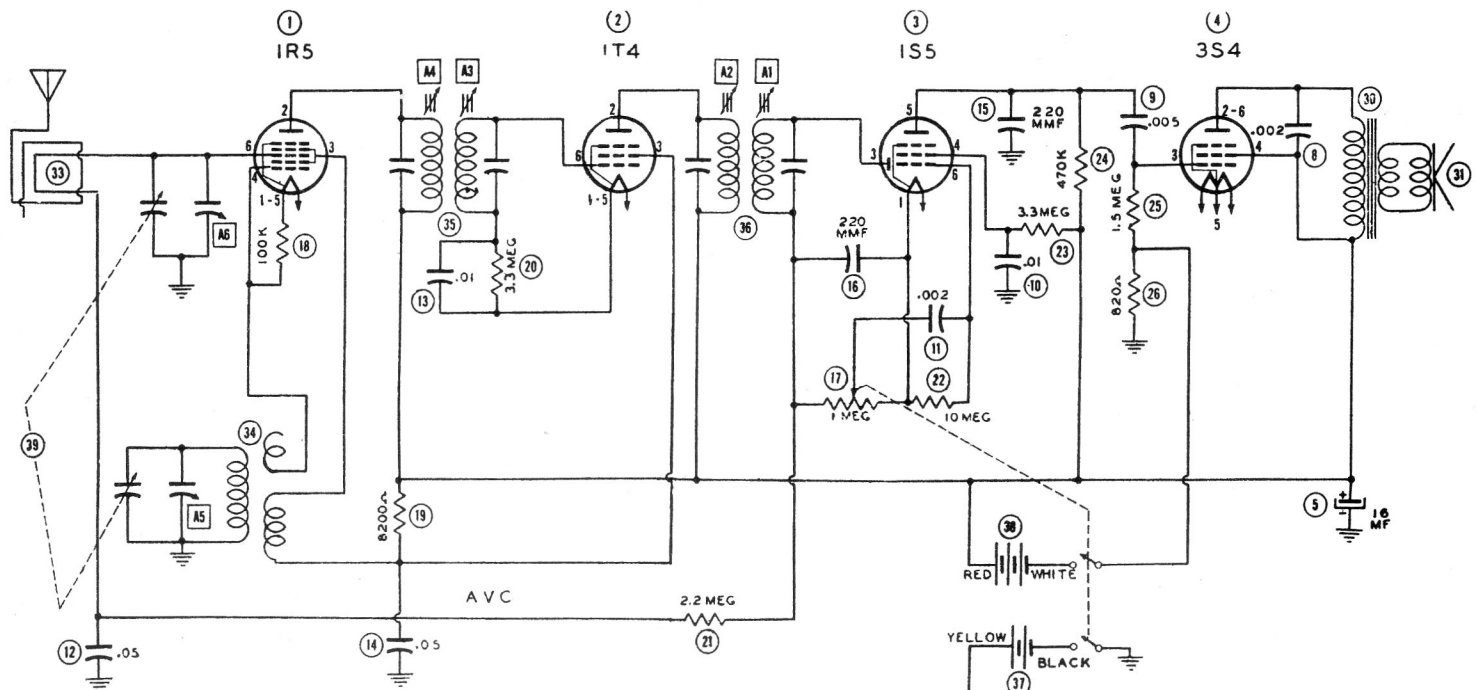 1 2 3 4
1R5 1T4 1S5 3S4
A4 A3 A2 A1
2 2 5 2-6
15 220 MMF
9 .005
30
6 3 6 3 3 4 3 4
.002
8
33
4
6
24 470K
31
1-5 1-5 1 5
A6
100K 18
35
36
3.3 MEG
23
1.5 MEG 25
220 MMF
16
.01 13
3.3 MEG 20
.01
10
820Ω 26
.002
11
17 22
1 MEG 10 MEG
39
34
A5
8200Ω 19
5 + − 16 MF
38
RED WHITE
AVC
2.2 MEG
21
12 .05
14 .05
YELLOW BLACK
37